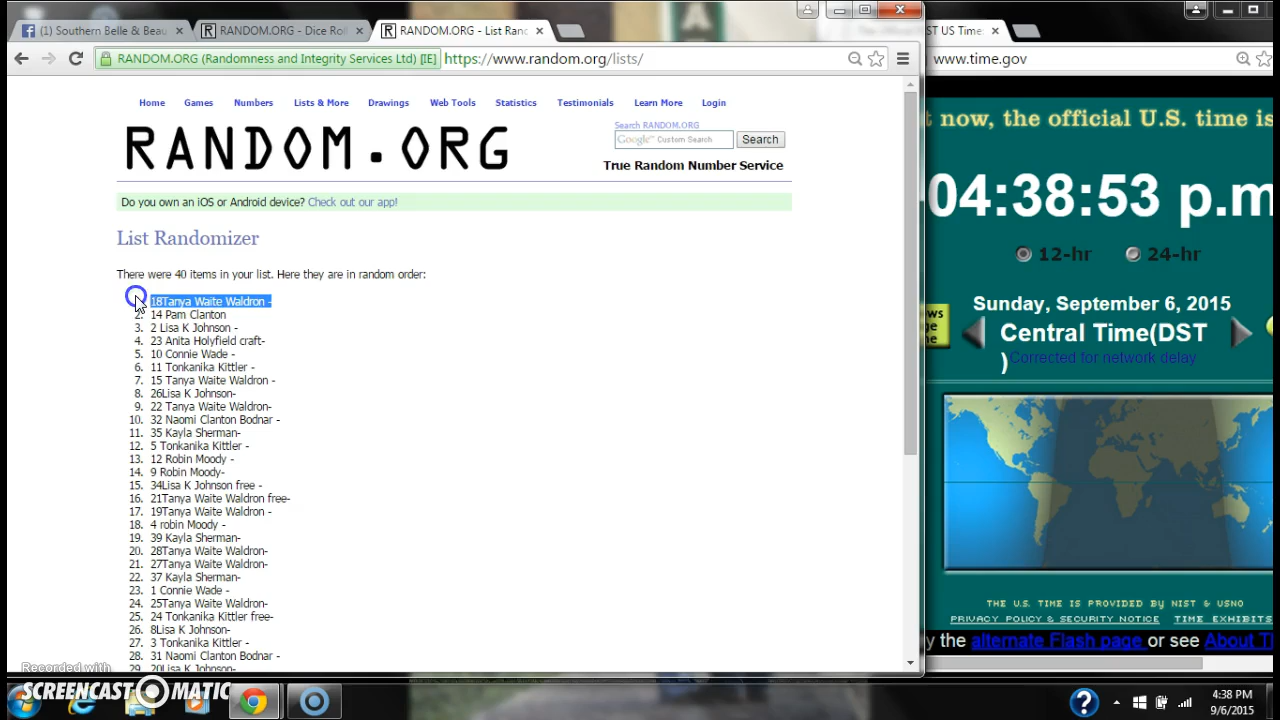 (1) Southern Belle & Beau
RANDOM.ORG - Dice Roll
RANDOM.ORG - List Ran
ST US Time:
RANDOM.ORG (Randomness and Integrity Services Ltd) [IE]
https://www.random.org/lists/
www.time.gov
Home Games Numbers Lists & More Drawings Web Tools Statistics Testimonials Learn More Login
RANDOM.ORG
Search RANDOM.ORG
Google™ Custom Search
Search
True Random Number Service
Do you own an iOS or Android device? Check out our app!
List Randomizer
There were 40 items in your list. Here they are in random order:
18Tanya Waite Waldron -
2. 14 Pam Clanton
3. 2 Lisa K Johnson -
4. 23 Anita Holyfield craft-
5. 10 Connie Wade -
6. 11 Tonkanika Kittler -
7. 15 Tanya Waite Waldron -
8. 26Lisa K Johnson-
9. 22 Tanya Waite Waldron-
10. 32 Naomi Clanton Bodnar -
11. 35 Kayla Sherman-
12. 5 Tonkanika Kittler -
13. 12 Robin Moody -
14. 9 Robin Moody-
15. 34Lisa K Johnson free -
16. 21Tanya Waite Waldron free-
17. 19Tanya Waite Waldron -
18. 4 robin Moody -
19. 39 Kayla Sherman-
20. 28Tanya Waite Waldron-
21. 27Tanya Waite Waldron-
22. 37 Kayla Sherman-
23. 1 Connie Wade -
24. 25Tanya Waite Waldron-
25. 24 Tonkanika Kittler free-
26. 8Lisa K Johnson-
27. 3 Tonkanika Kittler -
28. 31 Naomi Clanton Bodnar -
29. 20Lisa K Johnson-
t now, the official U.S. time is
04:38:53 p.m
12-hr 24-hr
Sunday, September 6, 2015
Central Time(DST
)
Corrected for network delay
ws
ge
ne
THE U.S. TIME IS PROVIDED BY NIST & USNO
PRIVACY POLICY & SECURITY NOTICE TIME EXHIBITS
y the alternate Flash page or see About T
Recorded with
SCREENCAST MATIC
4:38 PM
9/6/2015